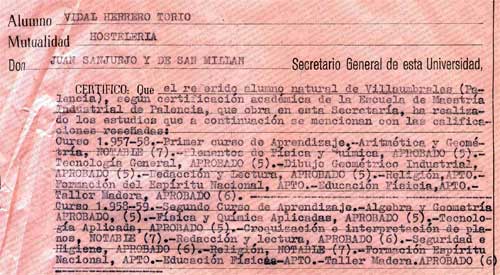 Alumno VIDAL HERRERO TORIO
Mutualidad HOSTELERIA
Don JUAN SANJURJO Y DE SAN MILLAN Secretario General de esta Universidad,
CERTIFICO: Que el referido alumno natural de Villaumbrales (Pa-
lencia), según certificación académica de la Escuela de Maestría
Industrial de Palencia, que obra en esta Secretaría, ha realiza-
do los estudios que a continuación se mencionan con las califica-
ciones reseñadas:
Curso 1.957-58.-Primer curso de Aprendizaje.-Aritmética y Geome-
tría, NOTABLE (7).-Elementos de Física y Química, APROBADO (5).-
Tecnología General, APROBADO (5).-Dibujo Geométrico Industrial.
APROBADO (5).-Redacción y Lectura, APROBADO (5).-Religión,APTO.-
Formación del Espíritu Nacional, APTO.-Educación Físicia,APTO.-
Taller Madera, APROBADO (6).-
Curso 1.958-59.-Segundo Curso de Aprendizaje.-Algebra y Geometría
APROBADO, (5).-Física y Química Aplicadas, APROBADO (5),-Tecnolo-
gía Aplicada, APROBADO (5).-Croquización e Interpretación de pla-
nos, NOTABLE (7).-Redacción y lectura, APROBADO (6).-Seguridad e
Higiene, APROBADO (6).-Religión, NOTABLE (7).-Formación Espíritu
Nacional, APTO.-Educación Física-APTO.-Taller Madera.APROBADO (6)